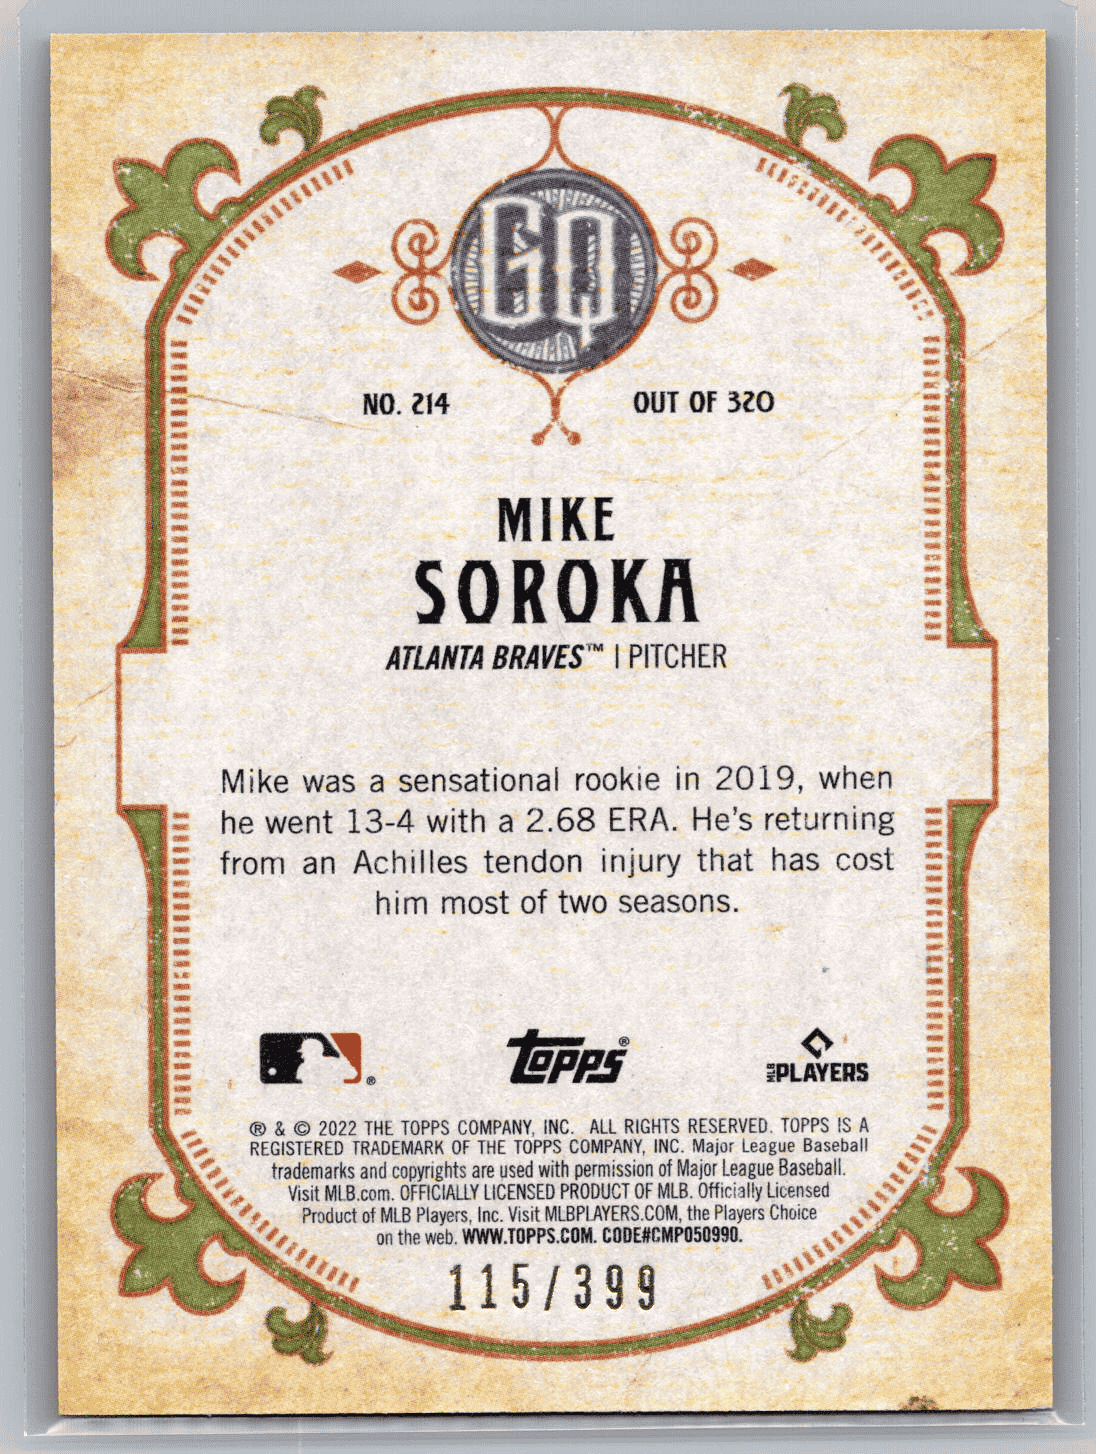 GQ
NO. 214 OUT OF 320
MIKE
SOROKA
ATLANTA BRAVES™ | PITCHER
Mike was a sensational rookie in 2019, when
he went 13-4 with a 2.68 ERA. He's returning
from an Achilles tendon injury that has cost
him most of two seasons.
® Topps® MLB PLAYERS
® & © 2022 THE TOPPS COMPANY, INC. ALL RIGHTS RESERVED. TOPPS IS A
REGISTERED TRADEMARK OF THE TOPPS COMPANY, INC. Major League Baseball
trademarks and copyrights are used with permission of Major League Baseball.
Visit MLB.com. OFFICIALLY LICENSED PRODUCT OF MLB. Officially Licensed
Product of MLB Players, Inc. Visit MLBPLAYERS.COM, the Players Choice
on the web. WWW.TOPPS.COM. CODE#CMP050990.
115/399